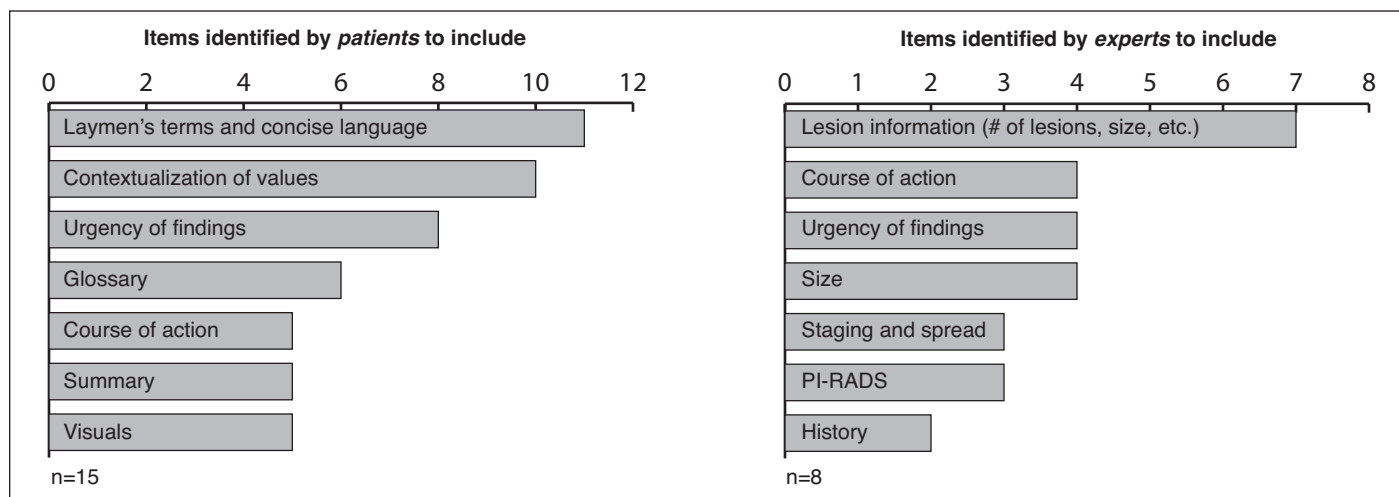 Items identified by patients to include
0 2 4 6 8 10 12
Laymen's terms and concise language
Contextualization of values
Urgency of findings
Glossary
Course of action
Summary
Visuals
n=15
Items identified by experts to include
0 1 2 3 4 5 6 7 8
Lesion information (# of lesions, size, etc.)
Course of action
Urgency of findings
Size
Staging and spread
PI-RADS
History
n=8